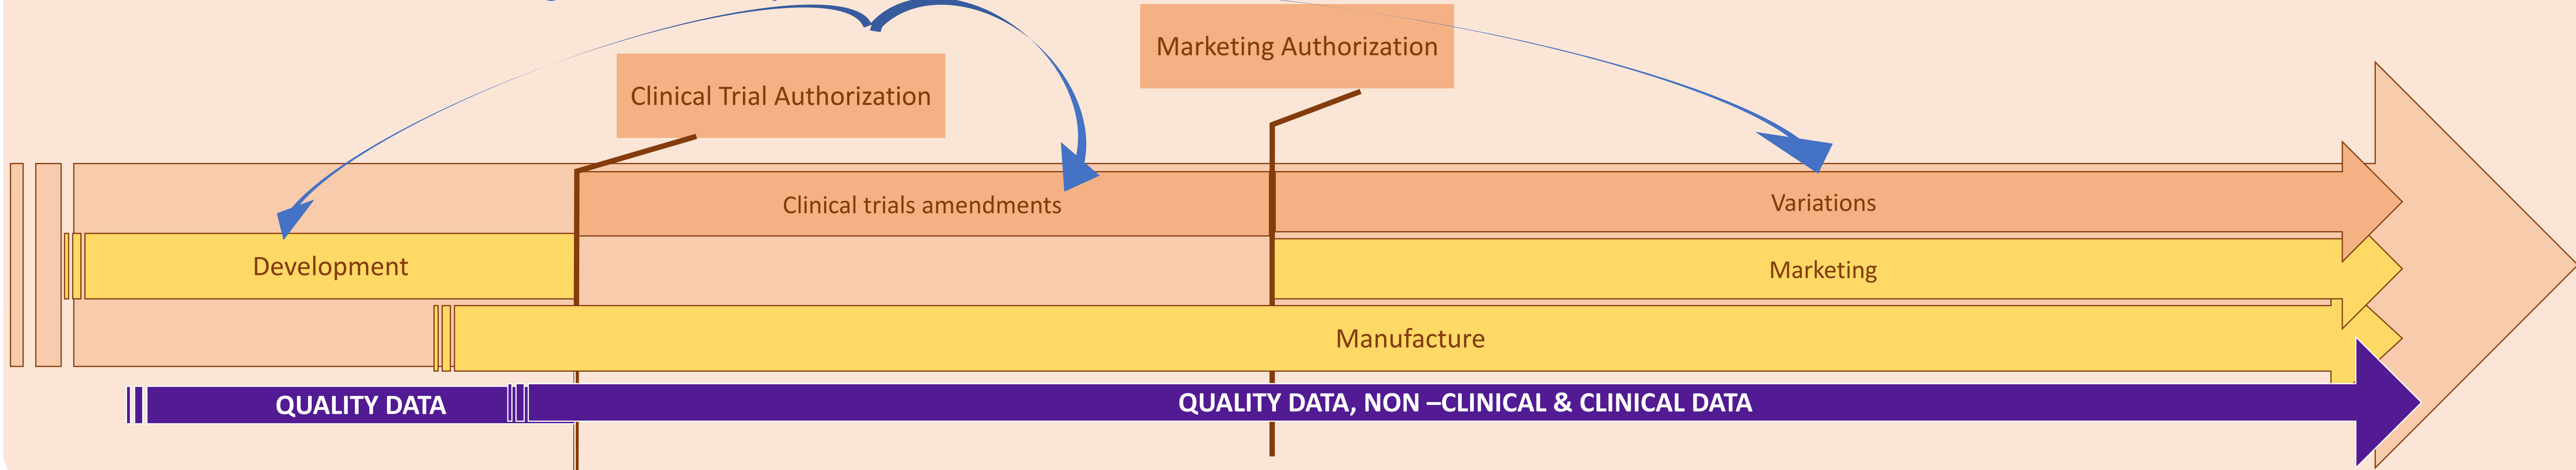 Marketing Authorization
Clinical Trial Authorization
Clinical trials amendments
Variations
Development
Marketing
Manufacture
QUALITY DATA
QUALITY DATA, NON –CLINICAL & CLINICAL DATA